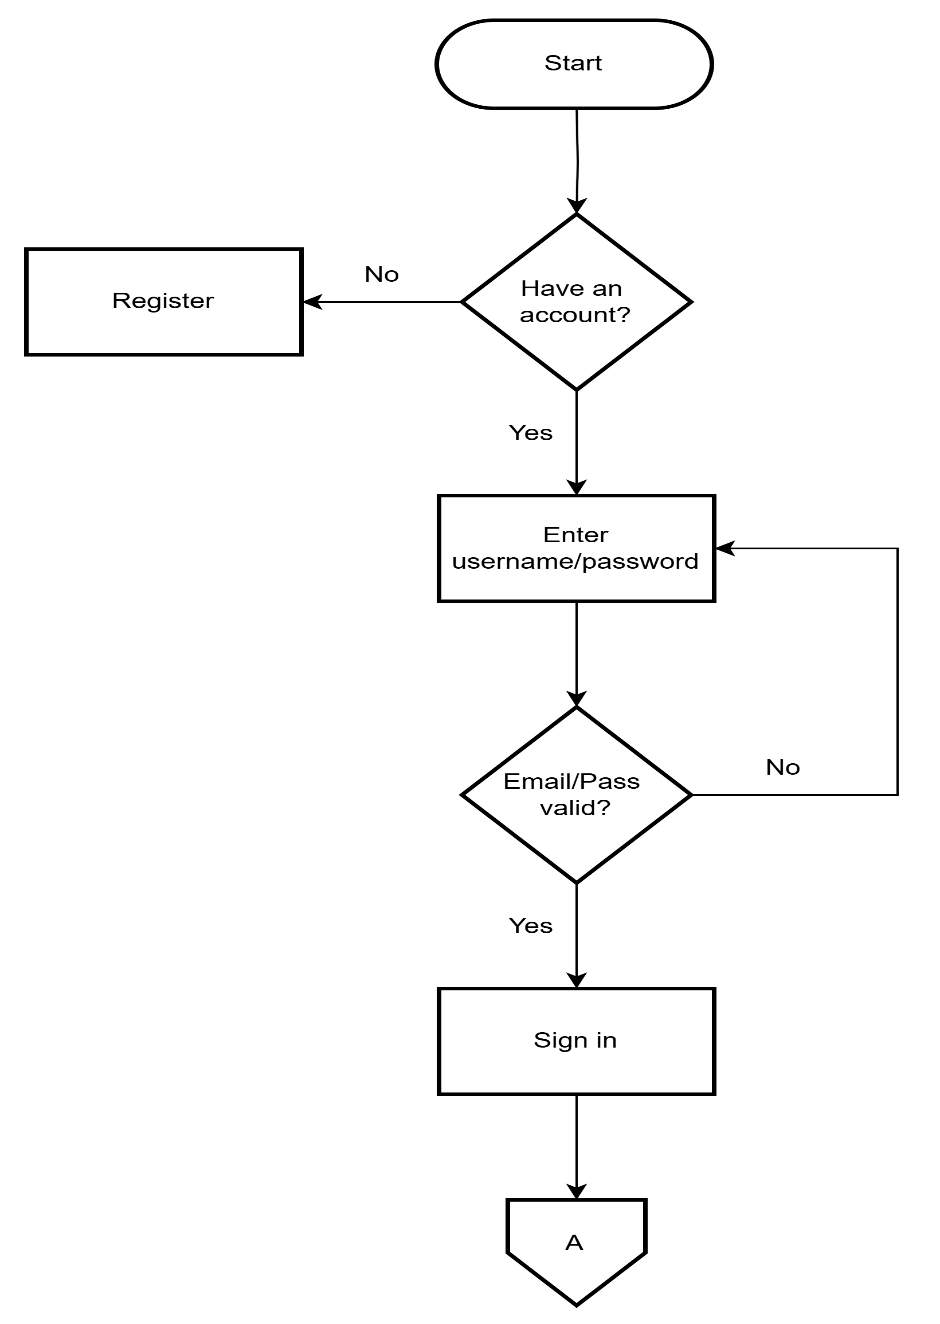 Start
No
Register
Have an
account?
Yes
Enter
username/password
Email/Pass
valid?
No
Yes
Sign in
A